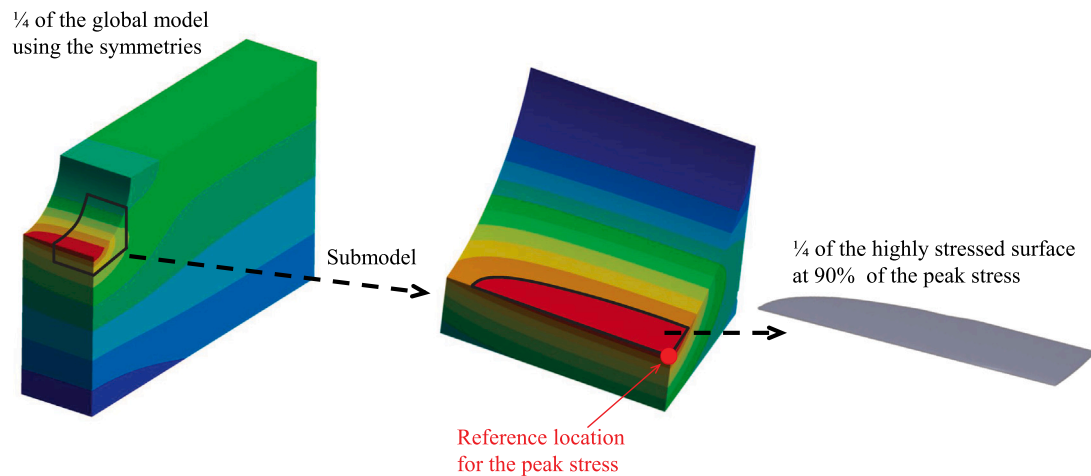 ¼ of the global model
using the symmetries
Submodel
¼ of the highly stressed surface
at 90% of the peak stress
Reference location
for the peak stress